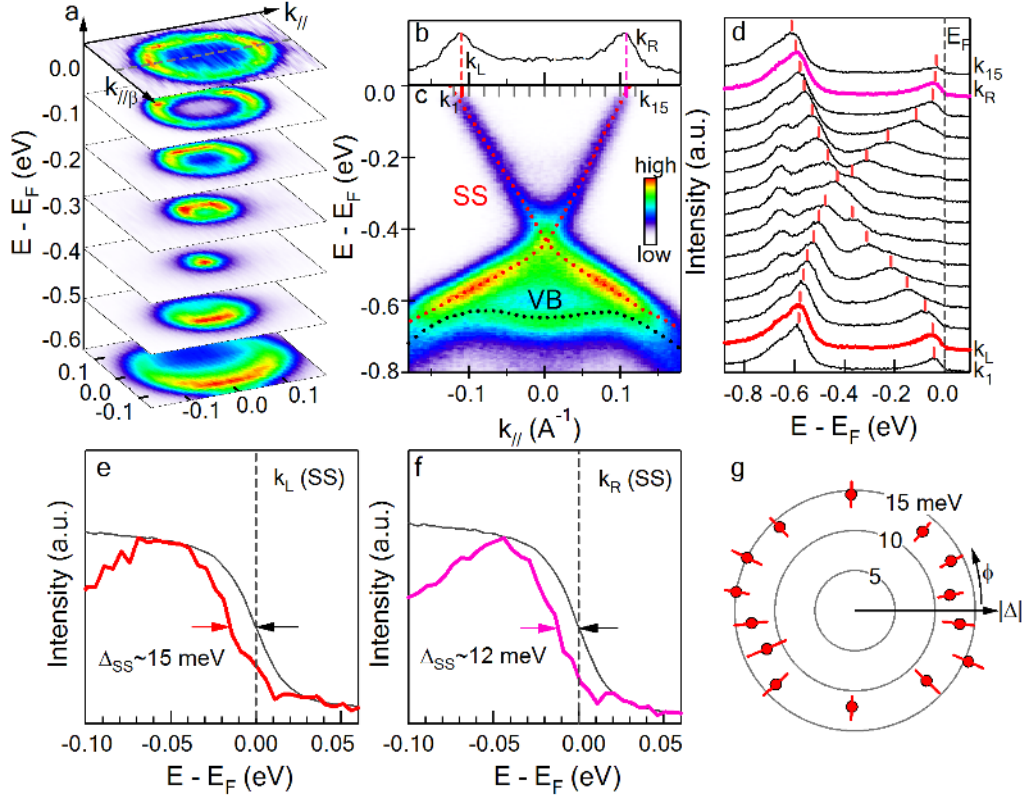 a
k//
k//β
E - EF (eV)
0.0
-0.1
-0.2
-0.3
-0.4
-0.5
-0.6
0.1
0.0
-0.1
-0.1
0.0
0.1
b
kL
kR
c
k1
k15
E - EF (eV)
0.0
-0.2
-0.4
-0.6
-0.8
SS
VB
high
low
-0.1
0.0
0.1
k// (A-1)
d
EF
k15
kR
kL
k1
Intensity (a.u.)
-0.8 -0.6 -0.4 -0.2 0.0
E - EF (eV)
e
kL (SS)
ΔSS~15 meV
Intensity (a.u.)
-0.10 -0.05 0.00 0.05
E - EF (eV)
f
kR (SS)
ΔSS~12 meV
Intensity (a.u.)
-0.10 -0.05 0.00 0.05
E - EF (eV)
g
15 meV
10
5
ϕ
|Δ|